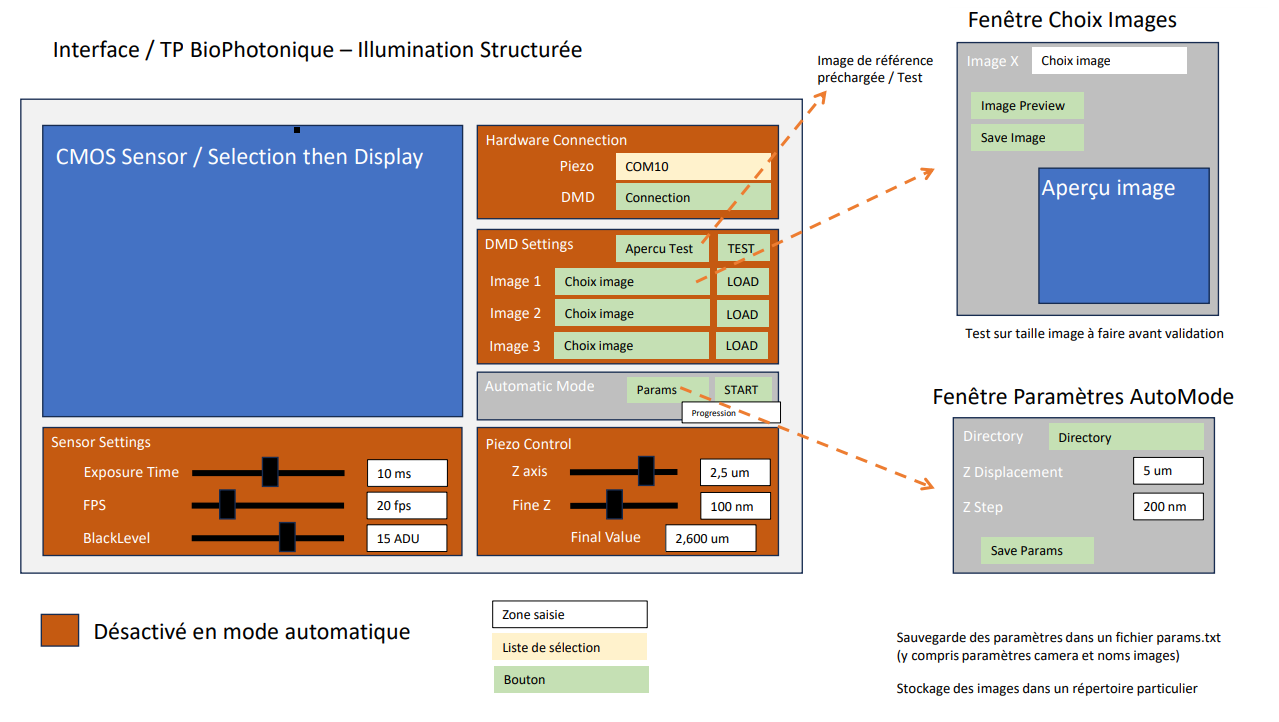 Fenêtre Choix Images
Interface / TP BioPhotonique – Illumination Structurée
Image de référence
préchargée / Test
Image X
Choix image
Image Preview
Save Image
Aperçu image
Test sur taille image à faire avant validation
CMOS Sensor / Selection then Display
Hardware Connection
Piezo
COM10
DMD
Connection
DMD Settings
Apercu Test
TEST
Image 1
Choix image
LOAD
Image 2
Choix image
LOAD
Image 3
Choix image
LOAD
Automatic Mode
Params
START
Progression
Sensor Settings
Exposure Time
10 ms
FPS
20 fps
BlackLevel
15 ADU
Piezo Control
Z axis
2,5 um
Fine Z
100 nm
Final Value
2,600 um
Fenêtre Paramètres AutoMode
Directory
Directory
Z Displacement
5 um
Z Step
200 nm
Save Params
Désactivé en mode automatique
Zone saisie
Liste de sélection
Bouton
Sauvegarde des paramètres dans un fichier params.txt
(y compris paramètres camera et noms images)
Stockage des images dans un répertoire particulier